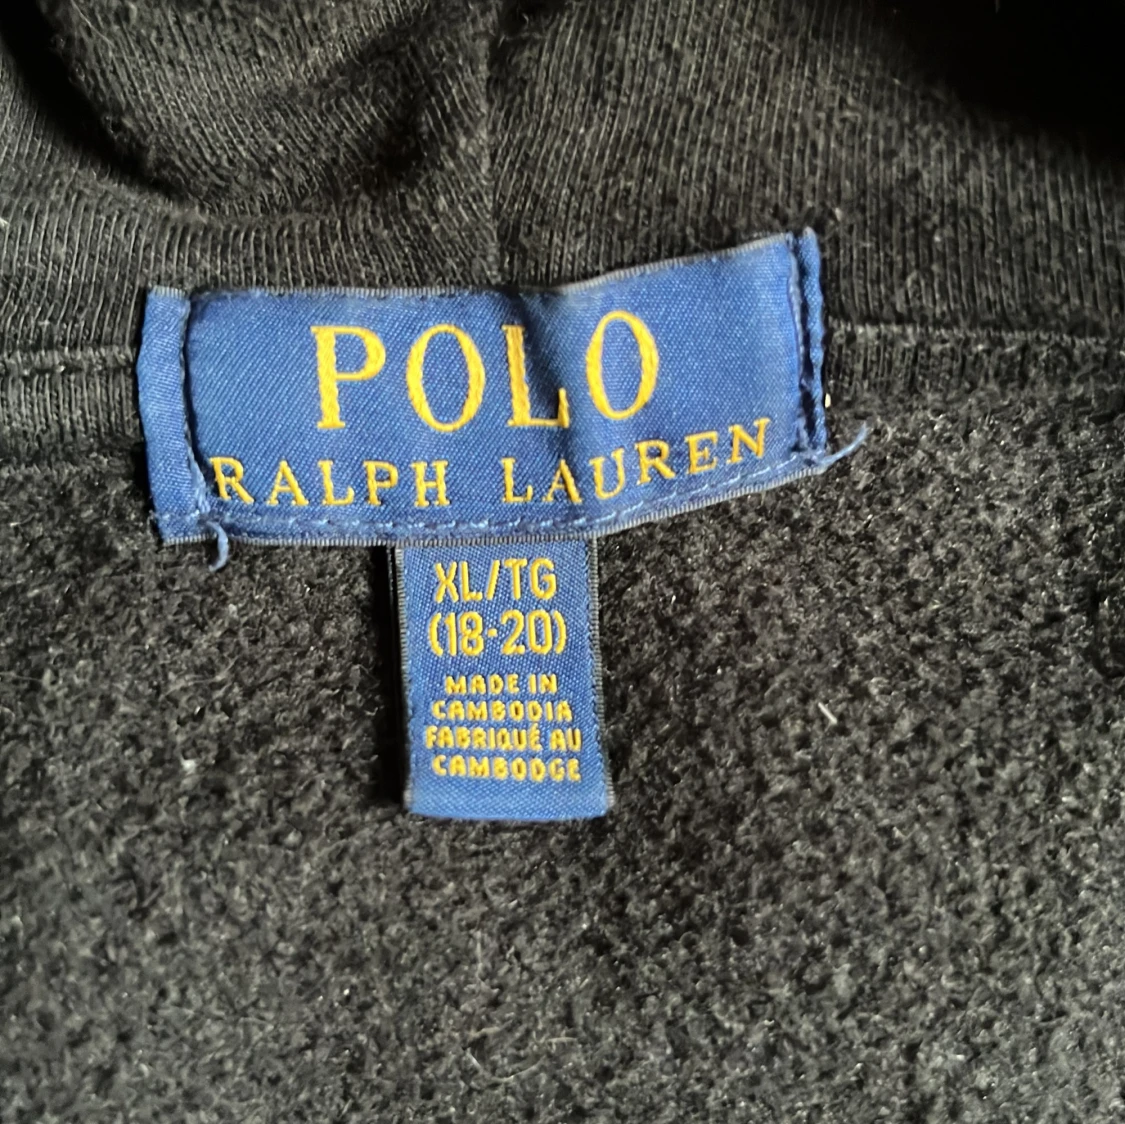 POLO
RALPH LAUREN
XL/TG
(18-20)
MADE IN
CAMBODIA
FABRIQUÉ AU
CAMBODGE